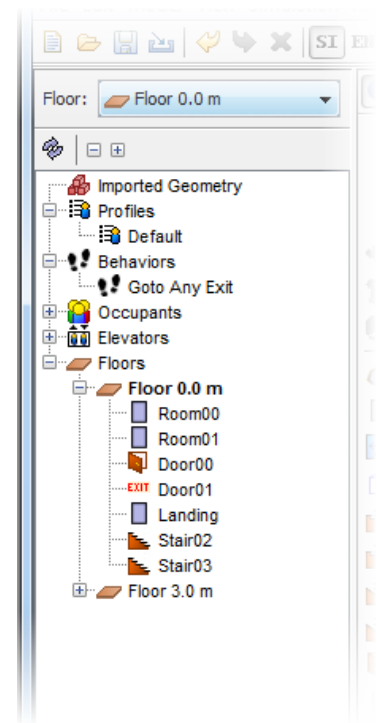 SI
Floor: Floor 0.0 m
Imported Geometry
Profiles
Default
Behaviors
Goto Any Exit
Occupants
Elevators
Floors
Floor 0.0 m
Room00
Room01
Door00
EXIT Door01
Landing
Stair02
Stair03
Floor 3.0 m